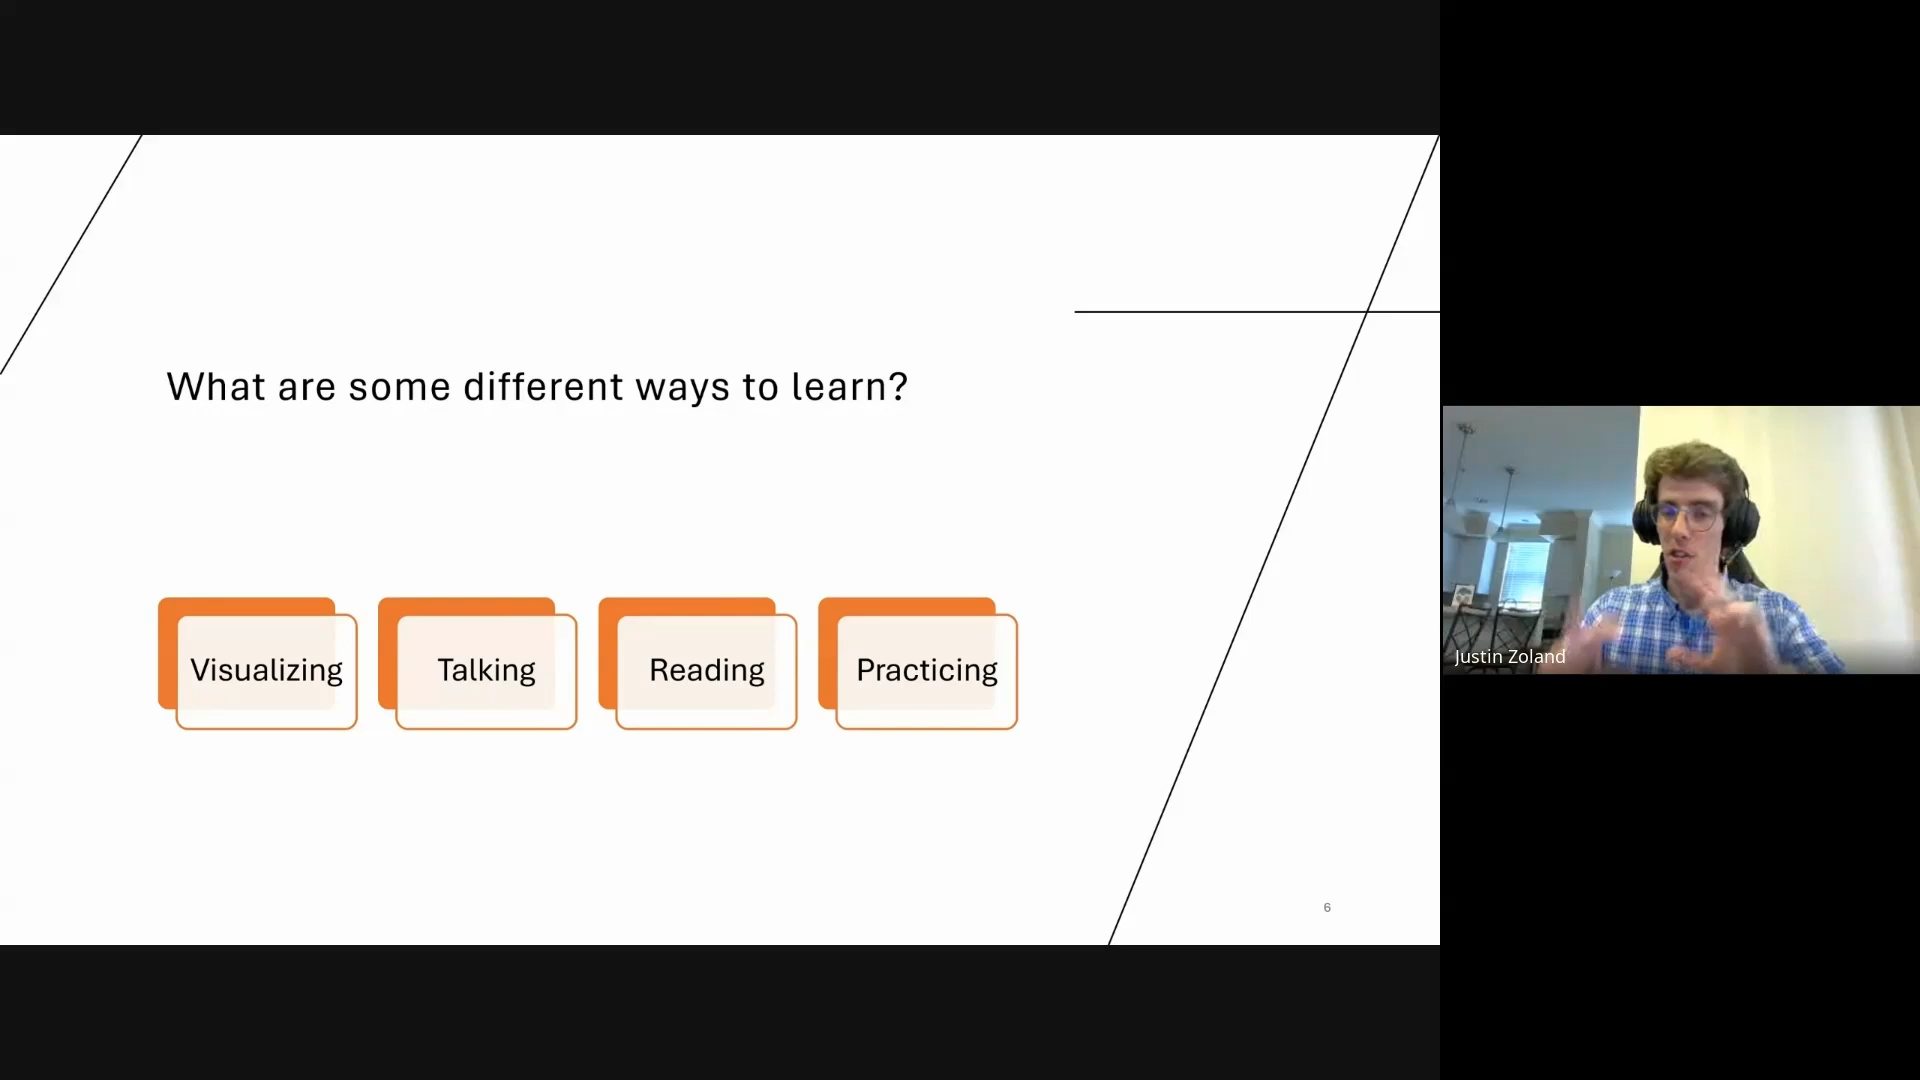 What are some different ways to learn?
Visualizing
Talking
Reading
Practicing
6
Justin Zoland